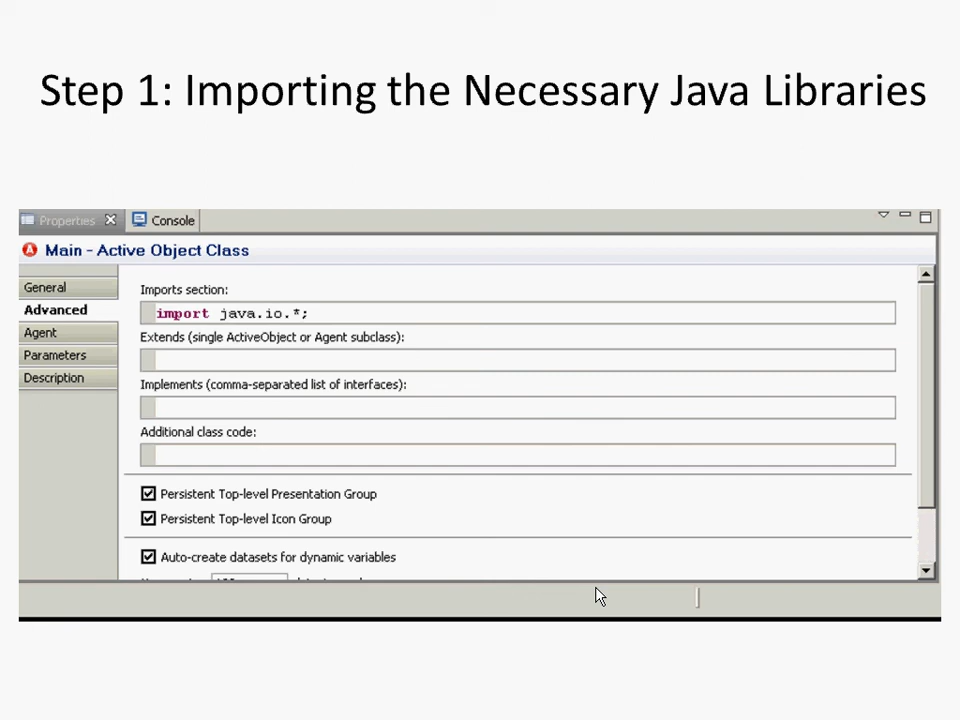 Step 1: Importing the Necessary Java Libraries
Properties Console
Main - Active Object Class
General
Advanced
Agent
Parameters
Description
Imports section:
import java.io.*;
Extends (single ActiveObject or Agent subclass):
Implements (comma-separated list of interfaces):
Additional class code:
Persistent Top-level Presentation Group
Persistent Top-level Icon Group
Auto-create datasets for dynamic variables